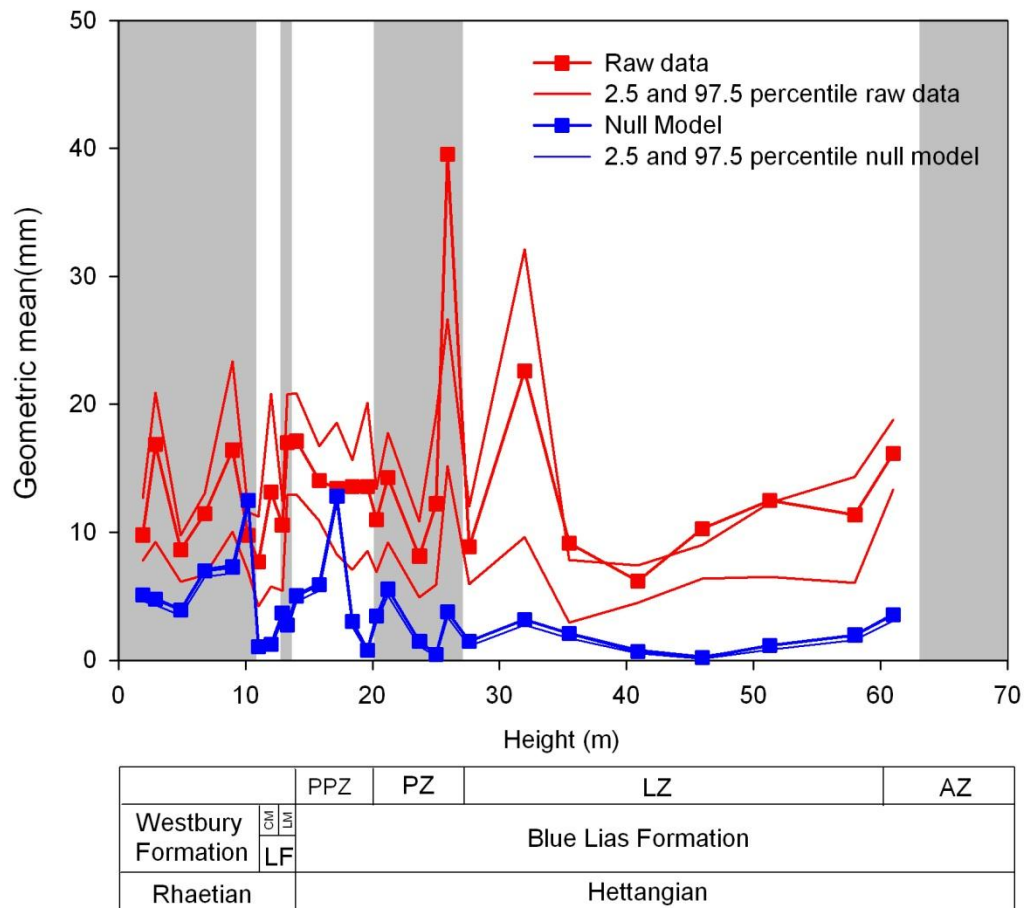 50
40
30
20
10
0
Geometric mean(mm)
Raw data
2.5 and 97.5 percentile raw data
Null Model
2.5 and 97.5 percentile null model
0 10 20 30 40 50 60 70
Height (m)
PPZ PZ LZ AZ
Westbury Formation
CM LM
LF
Blue Lias Formation
Rhaetian Hettangian